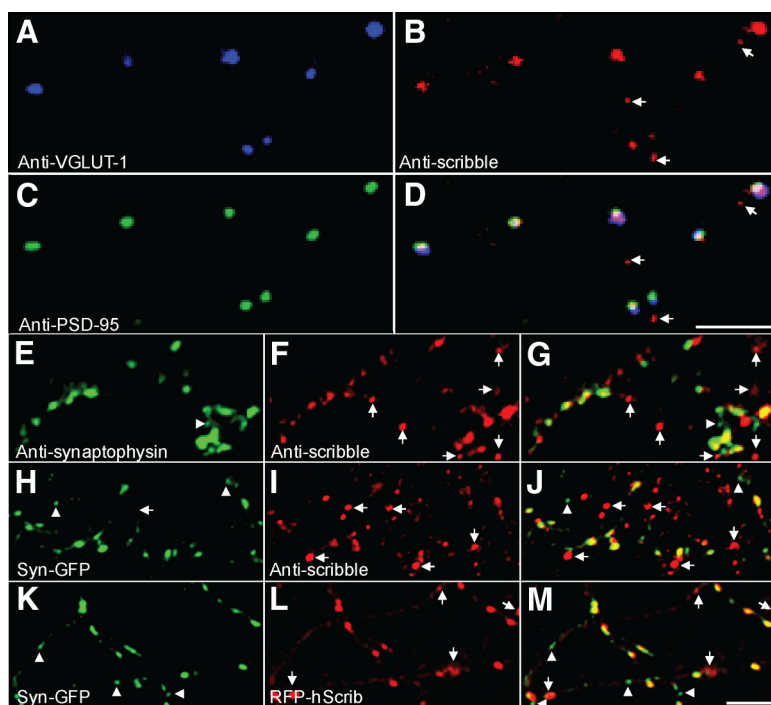 A
B
Anti-VGLUT-1
Anti-scribble
C
D
Anti-PSD-95
E
F
G
Anti-synaptophysin
Anti-scribble
H
I
J
Syn-GFP
Anti-scribble
K
L
M
Syn-GFP
RFP-hScrib